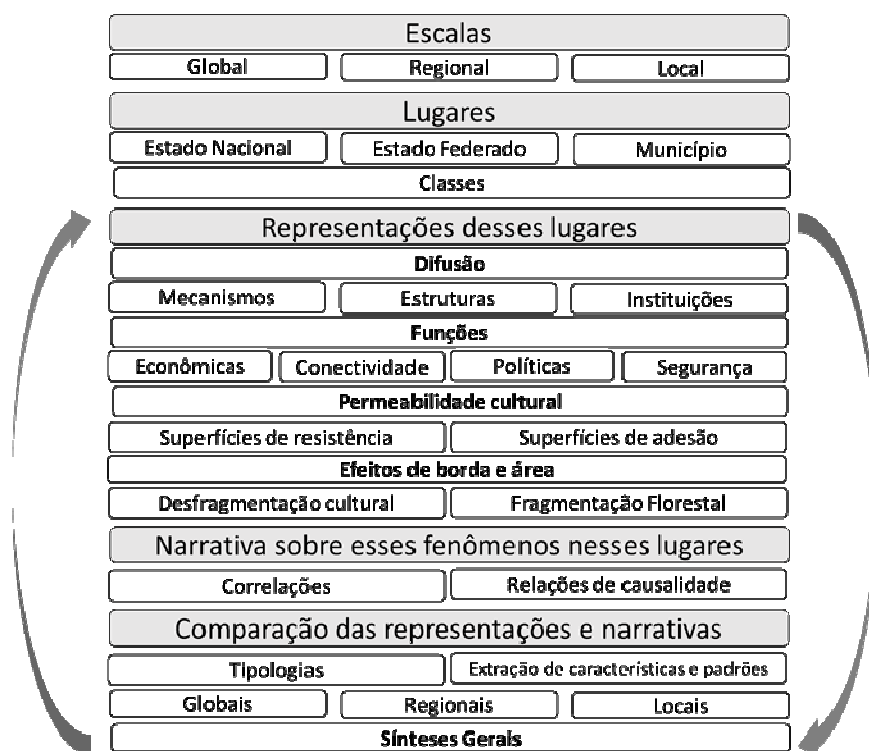 Escalas
Global Regional Local
Lugares
Estado Nacional Estado Federado Município
Classes
Representações desses lugares
Difusão
Mecanismos Estruturas Instituições
Funções
Econômicas Conectividade Políticas Segurança
Permeabilidade cultural
Superfícies de resistência Superfícies de adesão
Efeitos de borda e área
Desfragmentação cultural Fragmentação Florestal
Narrativa sobre esses fenômenos nesses lugares
Correlações Relações de causalidade
Comparação das representações e narrativas
Tipologias Extração de características e padrões
Globais Regionais Locais
Sínteses Gerais